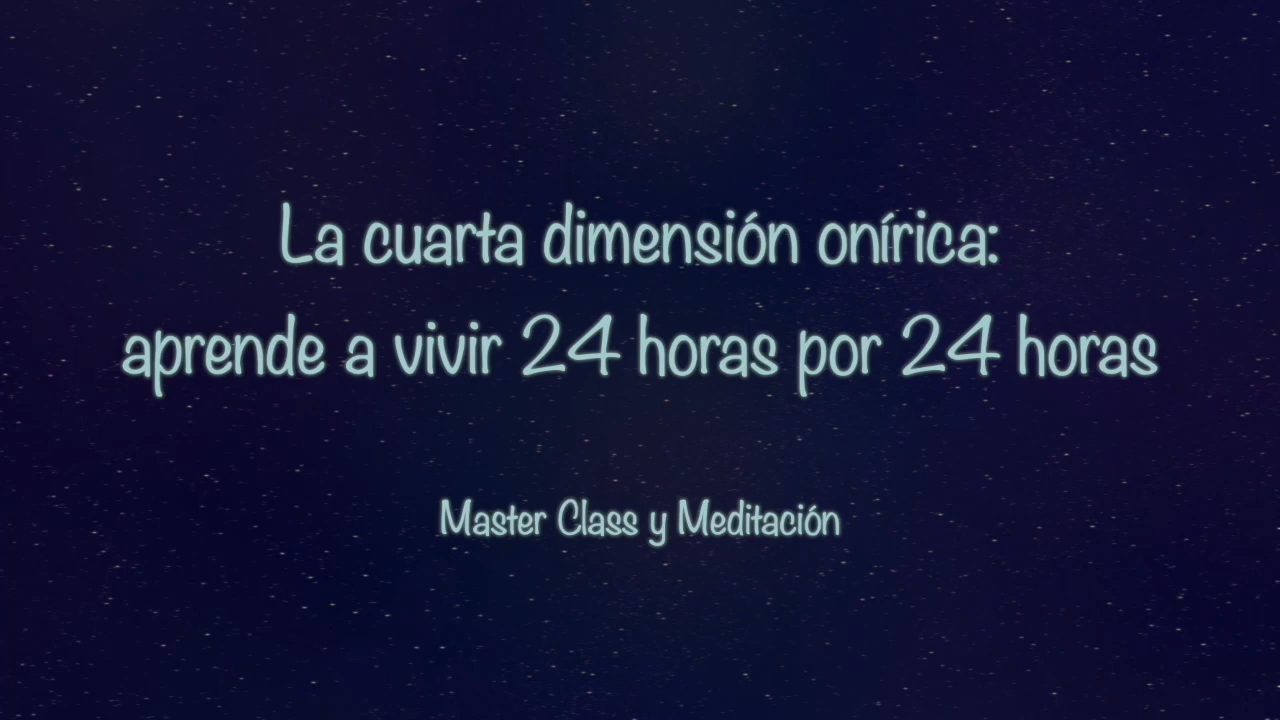 La cuarta dimensión onírica:
aprende a vivir 24 horas por 24 horas
Master Class y Meditación